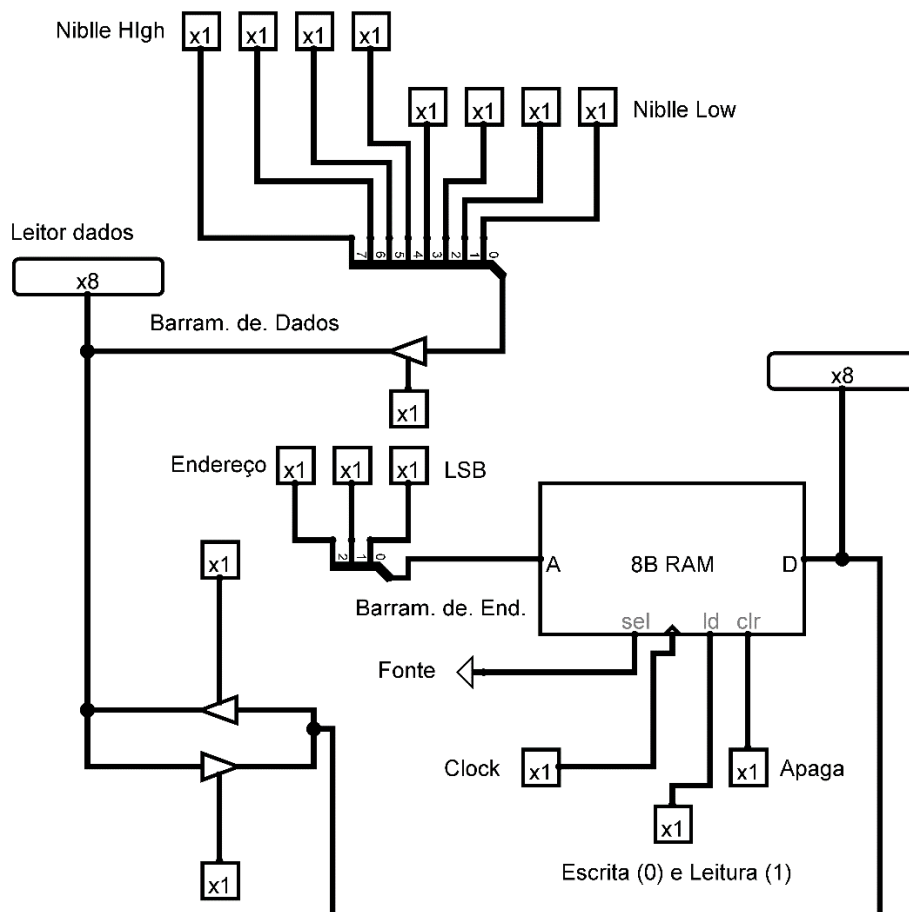 Niblle HIgh x1 x1 x1 x1
x1 x1 x1 x1 Niblle Low
7 6 5 4 3 2 1 0
Leitor dados
x8
Barram. de. Dados
x1
x8
Endereço x1 x1 x1 LSB
2 1 0
A 8B RAM D
x1
Barram. de. End.
sel ld clr
Fonte
Clock x1 x1 Apaga
x1
x1
Escrita (0) e Leitura (1)